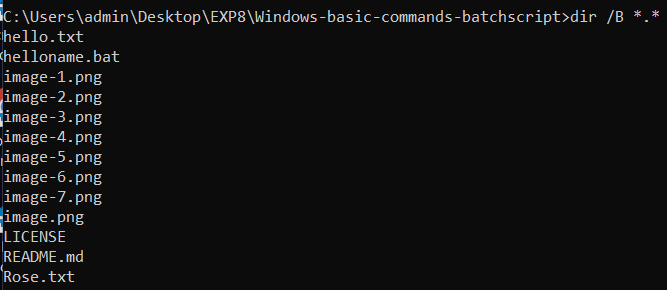 C:\Users\admin\Desktop\EXP8\Windows-basic-commands-batchscript>dir /B *.*
hello.txt
helloname.bat
image-1.png
image-2.png
image-3.png
image-4.png
image-5.png
image-6.png
image-7.png
image.png
LICENSE
README.md
Rose.txt